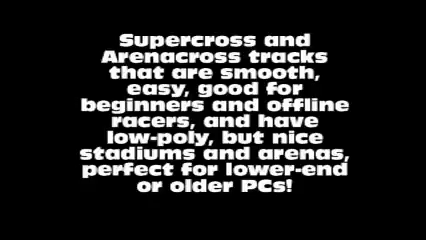 Supercross and
Arenacross tracks
that are smooth,
easy, good for
beginners and offline
racers, and have
low-poly, but nice
stadiums and arenas,
perfect for lower-end
or older PCs!